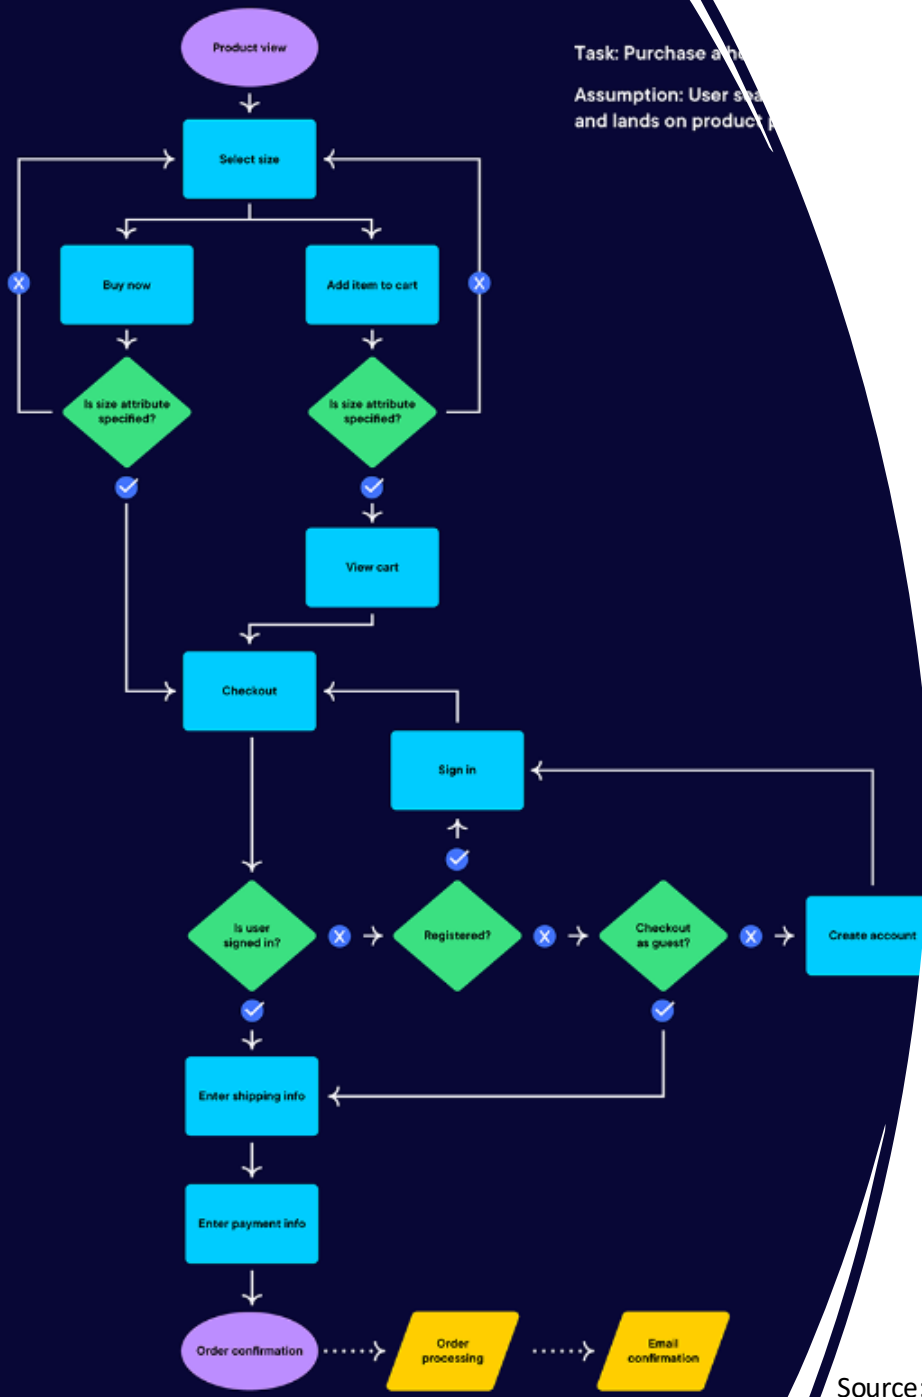 Product view
Task: Purchase a
Assumption: User
and lands on product
Select size
Buy now
Add item to cart
X
X
Is size attribute
specified?
Is size attribute
specified?
View cart
Checkout
Sign in
Is user
signed in?
X
Registered?
X
Checkout
as guest?
X
Create account
Enter shipping info
Enter payment info
Order confirmation
Order
processing
Email
confirmation
Source: